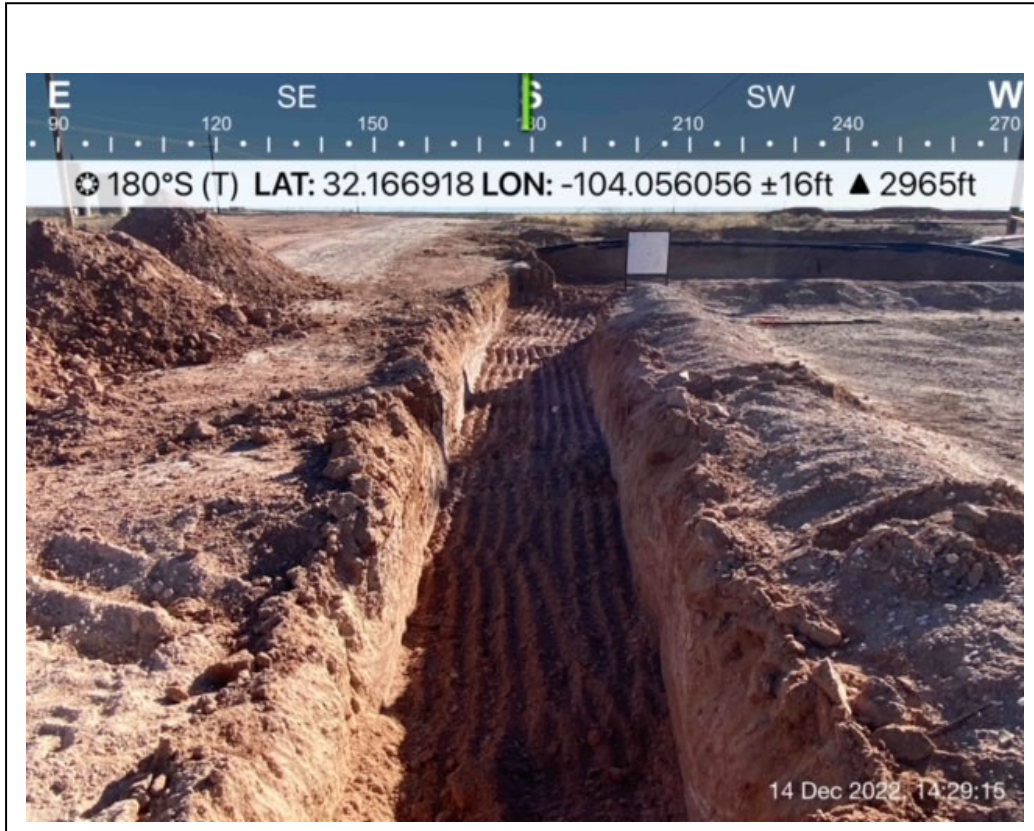 E SE S SW W
90 120 150 180 210 240 270
180°S (T) LAT: 32.166918 LON: -104.056056 ±16ft ▲ 2965ft
14 Dec 2022, 14:29:15